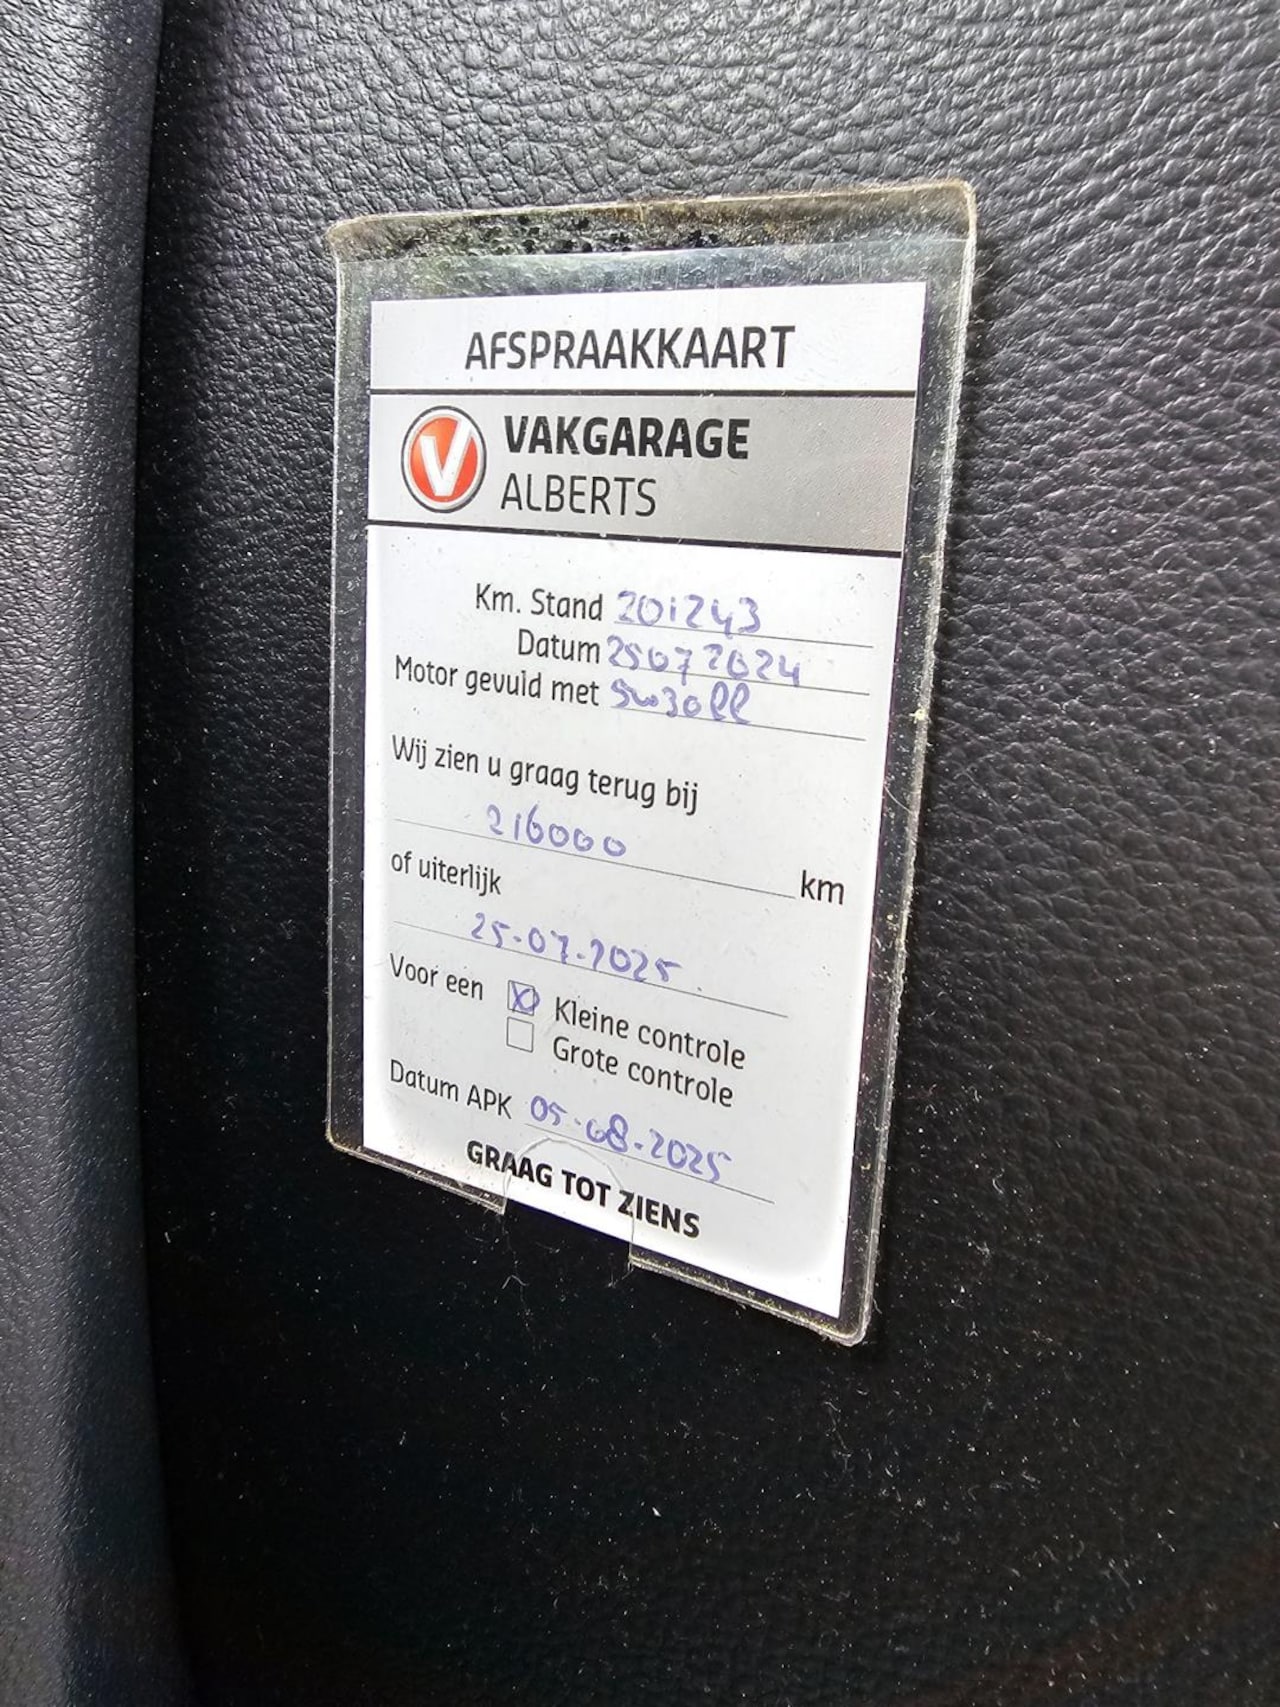 AFSPRAAKKAART
V VAKGARAGE
ALBERTS
Km. Stand 201243
Datum 25072024
Motor gevuld met 5w30ll
Wij zien u graag terug bij
216000 km
of uiterlijk
25-07-2025
Voor een X Kleine controle
Grote controle
Datum APK 05-08-2025
GRAAG TOT ZIENS